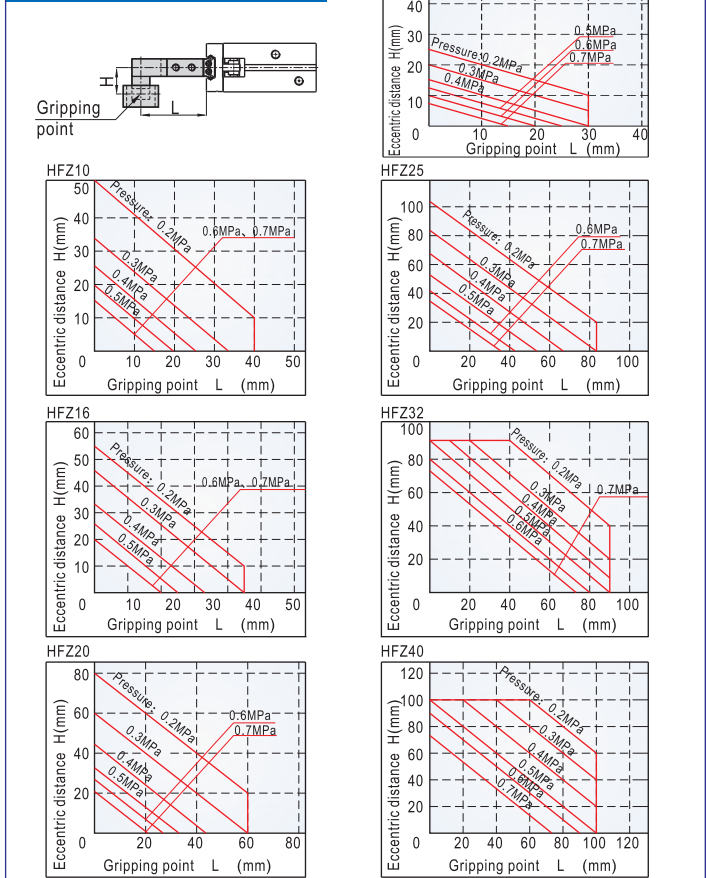 H
L
Gripping
point
40
30
20
10
0
10
20
30
40
Eccentric distance H(mm)
Pressure:0.2MPa
0.3MPa
0.4MPa
0.5MPa
0.6MPa
0.7MPa
Gripping point L (mm)
HFZ10
50
40
30
20
10
0
10
20
30
40
50
Eccentric distance H(mm)
Pressure: 0.2MPa
0.3MPa
0.4MPa
0.5MPa
0.6MPa、0.7MPa
Gripping point L (mm)
HFZ25
100
80
60
40
20
0
20
40
60
80
100
Eccentric distance H(mm)
Pressure: 0.2MPa
0.3MPa
0.4MPa
0.5MPa
0.6MPa
0.7MPa
Gripping point L (mm)
HFZ16
60
50
40
30
20
10
0
10
20
30
40
50
Eccentric distance H(mm)
Pressure: 0.2MPa
0.3MPa
0.4MPa
0.5MPa
0.6MPa、0.7MPa
Gripping point L (mm)
HFZ32
100
80
60
40
20
0
20
40
60
80
100
Eccentric distance H(mm)
Pressure: 0.2MPa
0.3MPa
0.4MPa
0.5MPa
0.6MPa
0.7MPa
Gripping point L (mm)
HFZ20
80
60
40
20
0
20
40
60
80
Eccentric distance H(mm)
Pressure: 0.2MPa
0.3MPa
0.4MPa
0.5MPa
0.6MPa
0.7MPa
Gripping point L (mm)
HFZ40
120
100
80
60
40
20
0
20
40
60
80
100
120
Eccentric distance H(mm)
Pressure: 0.2MPa
0.3MPa
0.4MPa
0.5MPa
0.6MPa
0.7MPa
Gripping point L (mm)